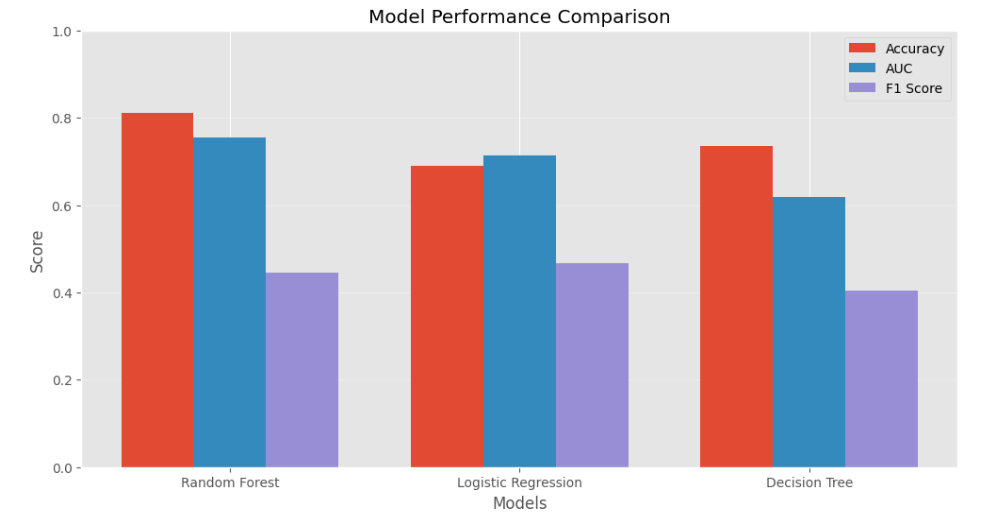 Model Performance Comparison
1.0
0.8
0.6
0.4
0.2
0.0
Score
Accuracy
AUC
F1 Score
Random Forest
Logistic Regression
Decision Tree
Models